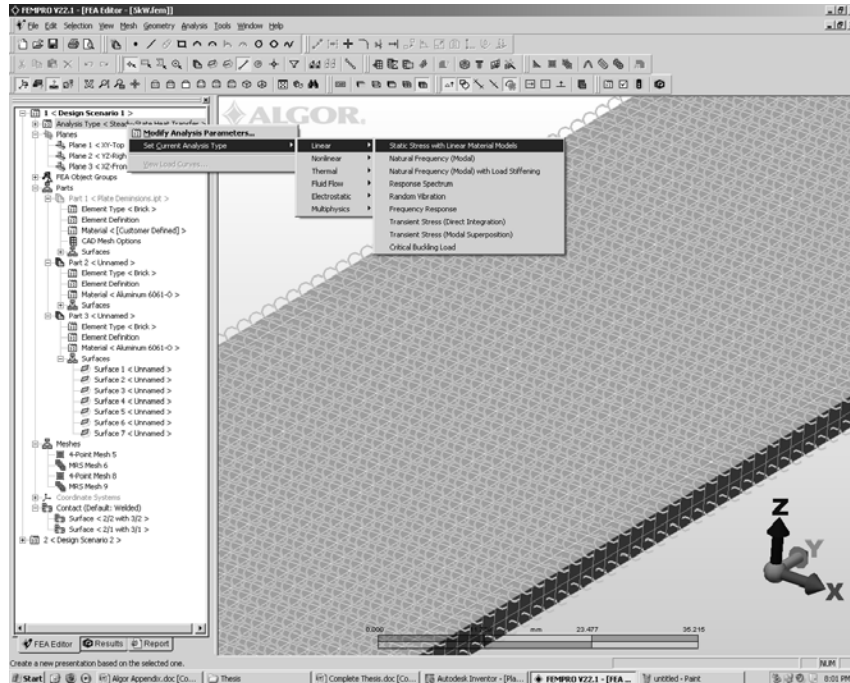 FEMPRO V22.1 - [FEA Editor - [SkW.fem]]
File Edit Selection View Mesh Geometry Analysis Tools Window Help
ALGOR.
1 < Design Scenario 1 >
Analysis Type < Steady-State Heat Transfer >
Planes
Plane 1 < XY-Top
Plane 2 < YZ-Righ
Plane 3 < XZ-Fron
FEA Object Groups
Parts
Part 1 < Plate Deminsions.ipt >
Element Type < Brick >
Element Definition
Material < [Customer Defined] >
CAD Mesh Options
Surfaces
Part 2 < Unnamed >
Element Type < Brick >
Element Definition
Material < Aluminum 6061-O >
Surfaces
Part 3 < Unnamed >
Element Type < Brick >
Element Definition
Material < Aluminum 6061-O >
Surfaces
Surface 1 < Unnamed >
Surface 2 < Unnamed >
Surface 3 < Unnamed >
Surface 4 < Unnamed >
Surface 5 < Unnamed >
Surface 6 < Unnamed >
Surface 7 < Unnamed >
Meshes
4-Point Mesh 5
MRS Mesh 6
4-Point Mesh 8
MRS Mesh 9
Coordinate Systems
Contact (Default: Welded)
Surface < 2/2 with 3/2 >
Surface < 2/1 with 3/1 >
2 < Design Scenario 2 >
Modify Analysis Parameters...
Set Current Analysis Type
View Load Curves...
Linear
Nonlinear
Thermal
Fluid Flow
Electrostatic
Multiphysics
Static Stress with Linear Material Models
Natural Frequency (Modal)
Natural Frequency (Modal) with Load Stiffening
Response Spectrum
Random Vibration
Frequency Response
Transient Stress (Direct Integration)
Transient Stress (Modal Superposition)
Critical Buckling Load
Z
Y
X
0.000 mm 23.477 35.215
FEA Editor Results Report
Create a new presentation based on the selected one.
NUM
Start Algor Appendix.doc [Co... Thesis Complete Thesis.doc [Co... Autodesk Inventor - [Pla... FEMPRO V22.1 - [FEA ... untitled - Paint 8:01 PM